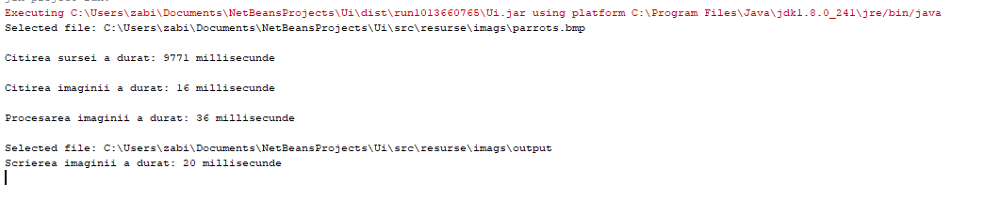 Executing C:\Users\zabi\Documents\NetBeansProjects\Ui\dist\run1013660765\Ui.jar using platform C:\Program Files\Java\jdk1.8.0_241\jre/bin/java
Selected file: C:\Users\zabi\Documents\NetBeansProjects\Ui\src\resurse\imags\parrots.bmp
Citirea sursei a durat: 9771 millisecunde
Citirea imaginii a durat: 16 millisecunde
Procesarea imaginii a durat: 36 millisecunde
Selected file: C:\Users\zabi\Documents\NetBeansProjects\Ui\src\resurse\imags\output
Scrierea imaginii a durat: 20 millisecunde